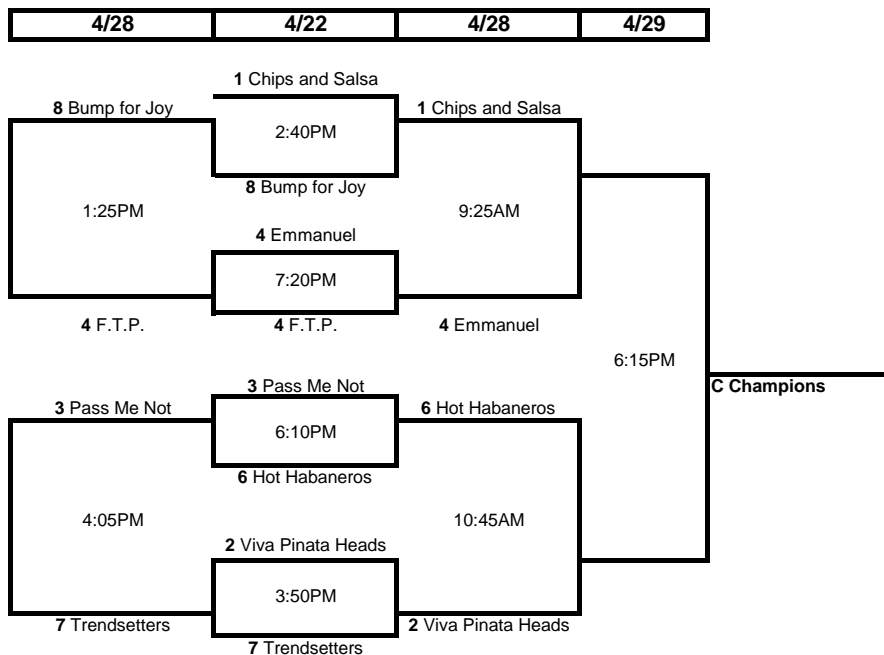 4/28 4/22 4/28 4/29
1 Chips and Salsa
8 Bump for Joy 1 Chips and Salsa
2:40PM
8 Bump for Joy
1:25PM 9:25AM
4 Emmanuel
7:20PM
4 F.T.P. 4 F.T.P. 4 Emmanuel
6:15PM
3 Pass Me Not C Champions
3 Pass Me Not 6 Hot Habaneros
6:10PM
6 Hot Habaneros
4:05PM 10:45AM
2 Viva Pinata Heads
3:50PM
7 Trendsetters 2 Viva Pinata Heads
7 Trendsetters